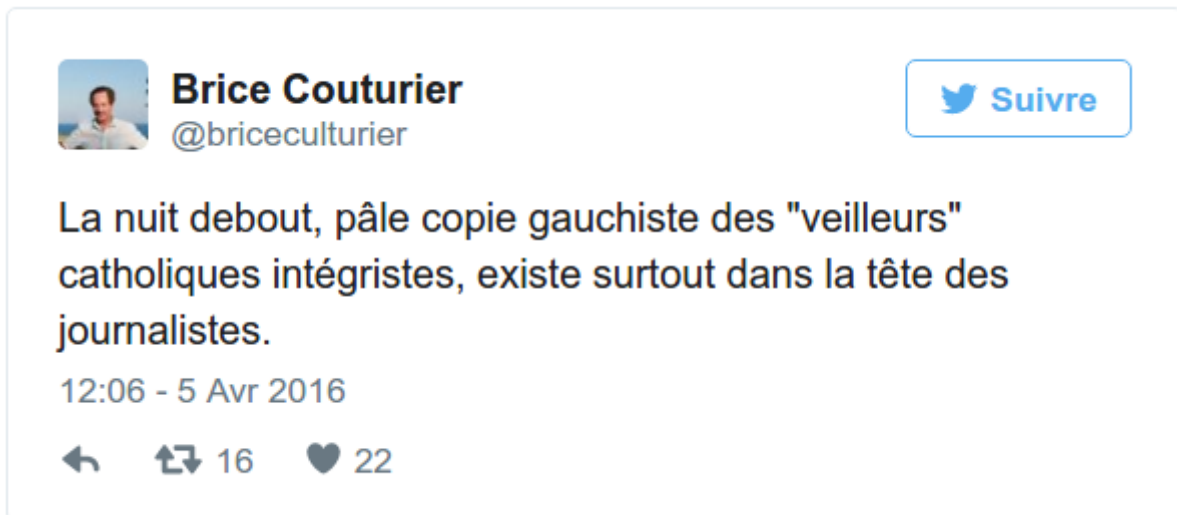 Brice Couturier
@briceculturier
Suivre
La nuit debout, pâle copie gauchiste des "veilleurs"
catholiques intégristes, existe surtout dans la tête des
journalistes.
12:06 - 5 Avr 2016
16 22